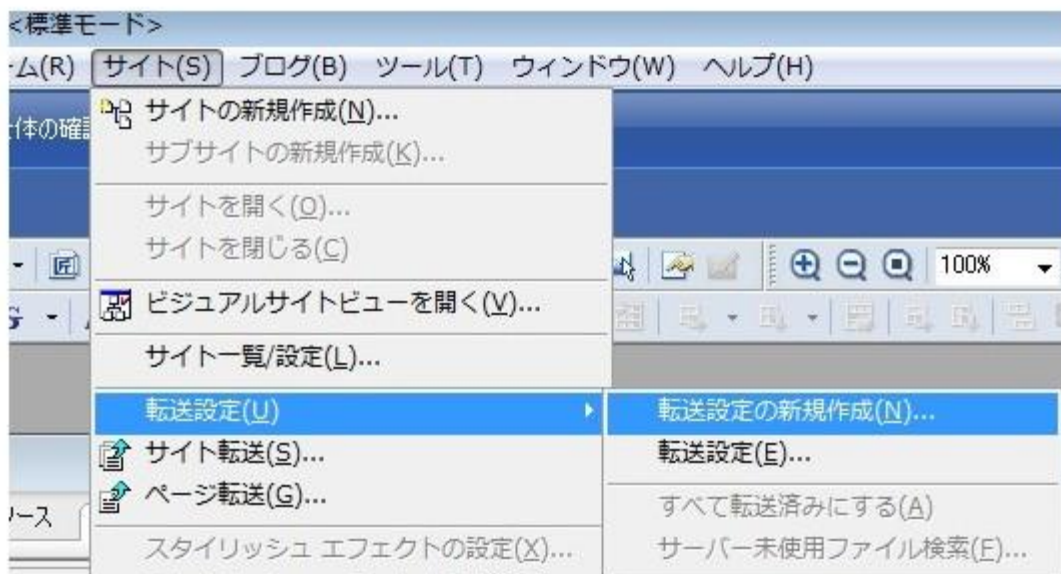 <標準モード>
ム(R) サイト(S) ブログ(B) ツール(T) ウィンドウ(W) ヘルプ(H)
サイトの新規作成(N)...
体の確認
サブサイトの新規作成(K)...
サイトを開く(O)...
サイトを閉じる(C)
匠 100%
ビジュアルサイトビューを開く(V)...
サイト一覧/設定(L)...
転送設定(U)
転送設定の新規作成(N)...
サイト転送(S)...
転送設定(E)...
ページ転送(G)...
すべて転送済みにする(A)
ース
スタイリッシュ エフェクトの設定(X)...
サーバー未使用ファイル検索(F)...